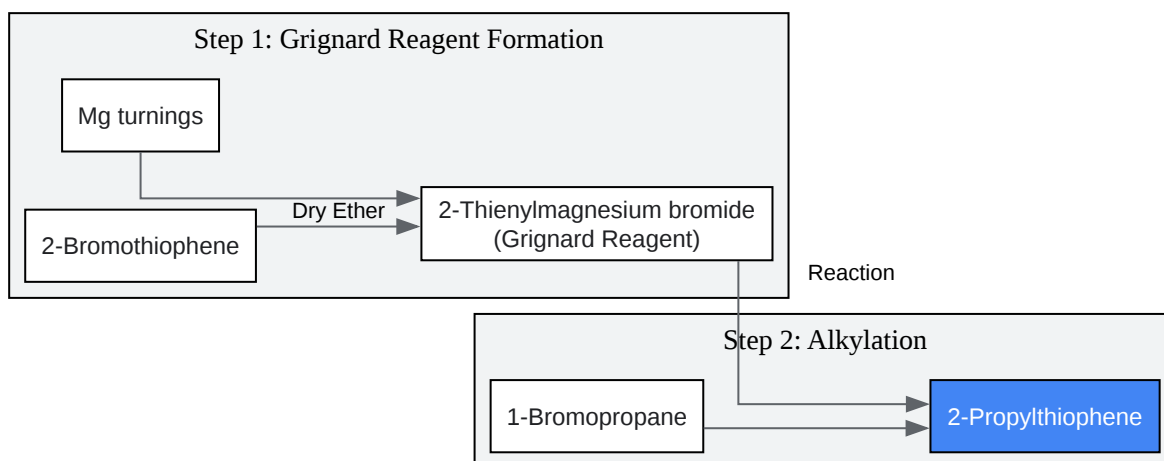 Step 1: Grignard Reagent Formation
Mg turnings
2-Bromothiophene
Dry Ether
2-Thienylmagnesium bromide
(Grignard Reagent)
Reaction
Step 2: Alkylation
1-Bromopropane
2-Propylthiophene